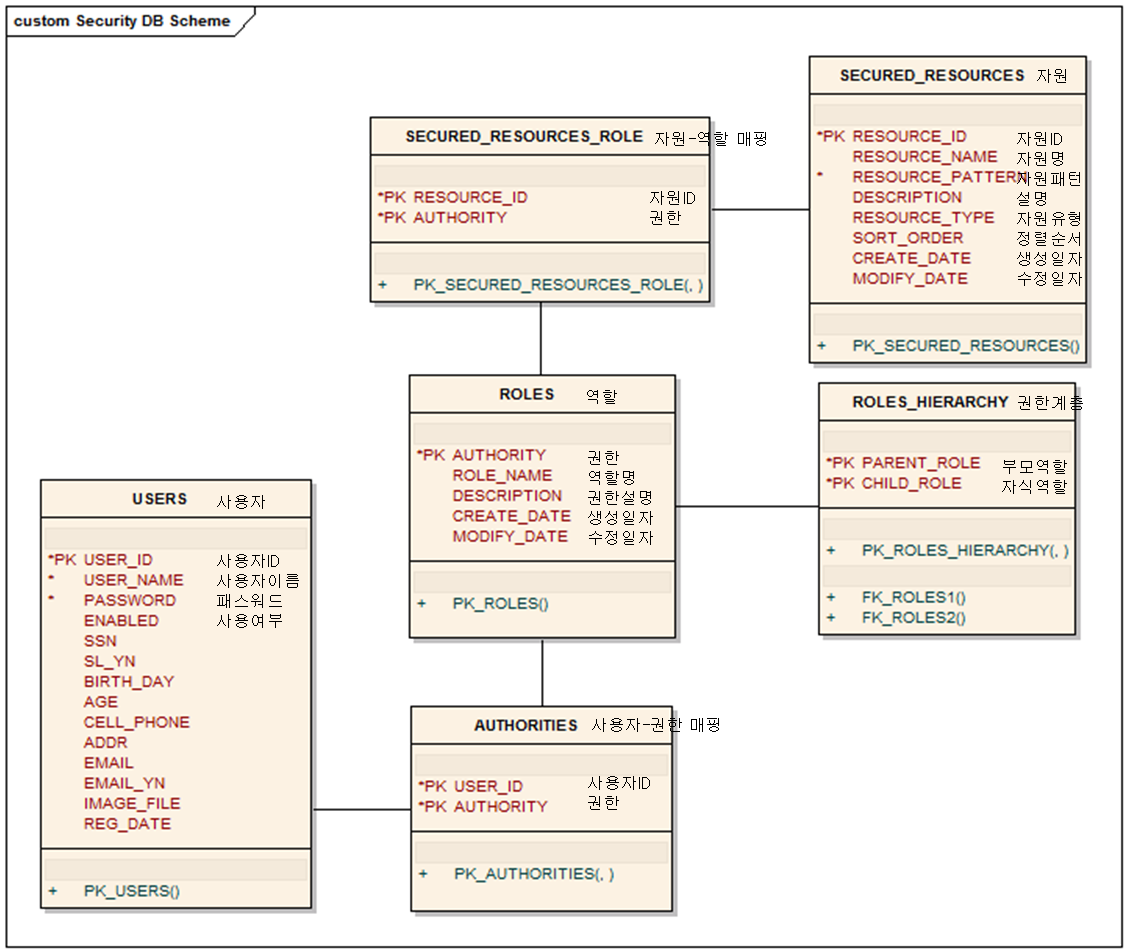 custom Security DB Scheme
SECURED_RESOURCES 자원
*PK RESOURCE_ID 자원ID
RESOURCE_NAME 자원명
* RESOURCE_PATTERN 자원패턴
DESCRIPTION 설명
RESOURCE_TYPE 자원유형
SORT_ORDER 정렬순서
CREATE_DATE 생성일자
MODIFY_DATE 수정일자
+ PK_SECURED_RESOURCES()
SECURED_RESOURCES_ROLE 자원-역할 매핑
*PK RESOURCE_ID 자원ID
*PK AUTHORITY 권한
+ PK_SECURED_RESOURCES_ROLE(, )
ROLES 역할
*PK AUTHORITY 권한
ROLE_NAME 역할명
DESCRIPTION 권한설명
CREATE_DATE 생성일자
MODIFY_DATE 수정일자
+ PK_ROLES()
ROLES_HIERARCHY 권한계층
*PK PARENT_ROLE 부모역할
*PK CHILD_ROLE 자식역할
+ PK_ROLES_HIERARCHY(, )
+ FK_ROLES1()
+ FK_ROLES2()
USERS 사용자
*PK USER_ID 사용자ID
* USER_NAME 사용자이름
* PASSWORD 패스워드
ENABLED 사용여부
SSN
SL_YN
BIRTH_DAY
AGE
CELL_PHONE
ADDR
EMAIL
EMAIL_YN
IMAGE_FILE
REG_DATE
+ PK_USERS()
AUTHORITIES 사용자-권한 매핑
*PK USER_ID 사용자ID
*PK AUTHORITY 권한
+ PK_AUTHORITIES(, )